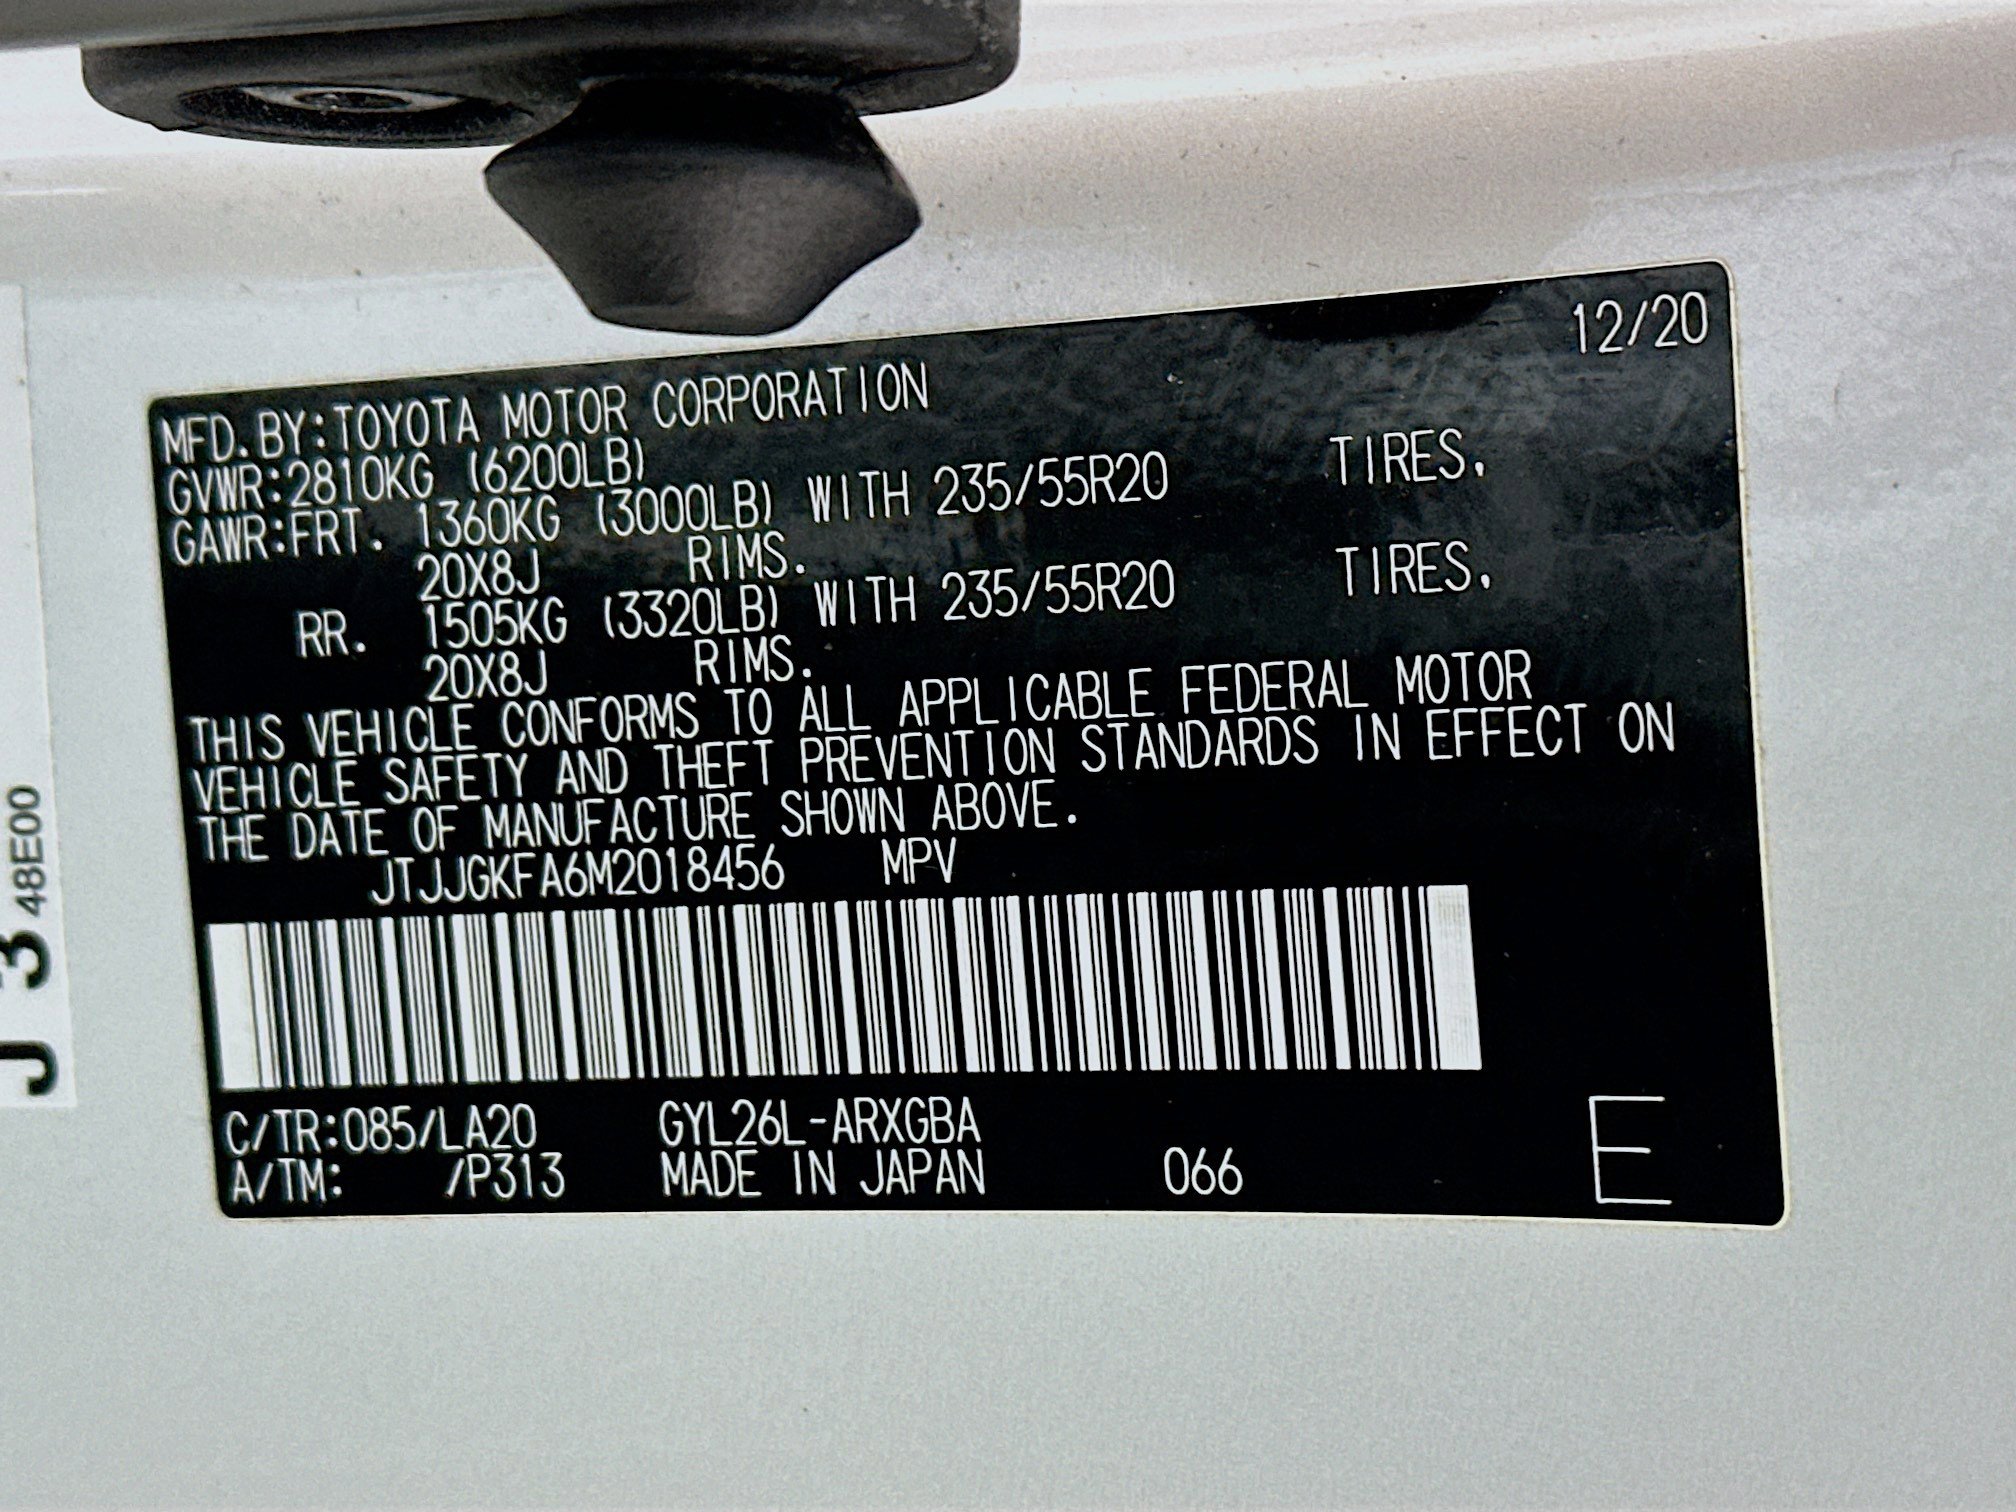 12/20
MFD.BY:TOYOTA MOTOR CORPORATION
GVWR:2810KG (6200LB)
GAWR:FRT. 1360KG (3000LB) WITH 235/55R20 TIRES.
20X8J RIMS.
RR. 1505KG (3320LB) WITH 235/55R20 TIRES.
20X8J RIMS.
THIS VEHICLE CONFORMS TO ALL APPLICABLE FEDERAL MOTOR
VEHICLE SAFETY AND THEFT PREVENTION STANDARDS IN EFFECT ON
THE DATE OF MANUFACTURE SHOWN ABOVE.
JTJJGKFA6M2018456 MPV
C/TR:085/LA20 GYL26L-ARXGBA
A/TM: /P313 MADE IN JAPAN 066 E
J 3 48E00